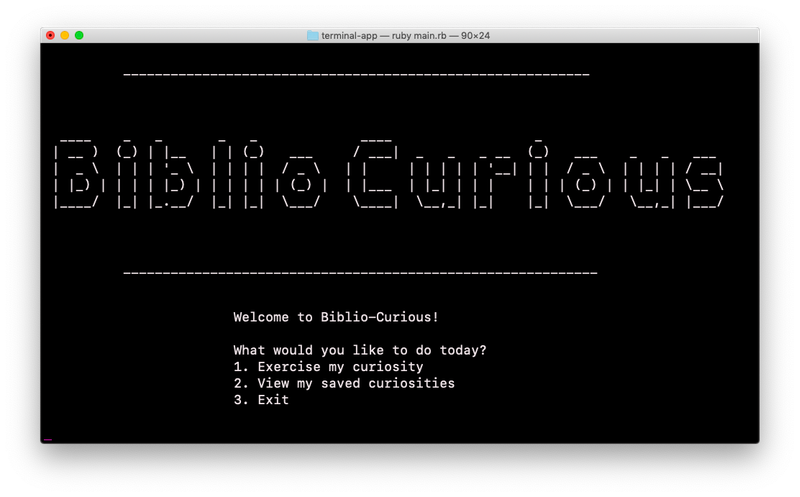 terminal-app — ruby main.rb — 90×24
Biblio Curious
Welcome to Biblio-Curious!
What would you like to do today?
1. Exercise my curiosity
2. View my saved curiosities
3. Exit